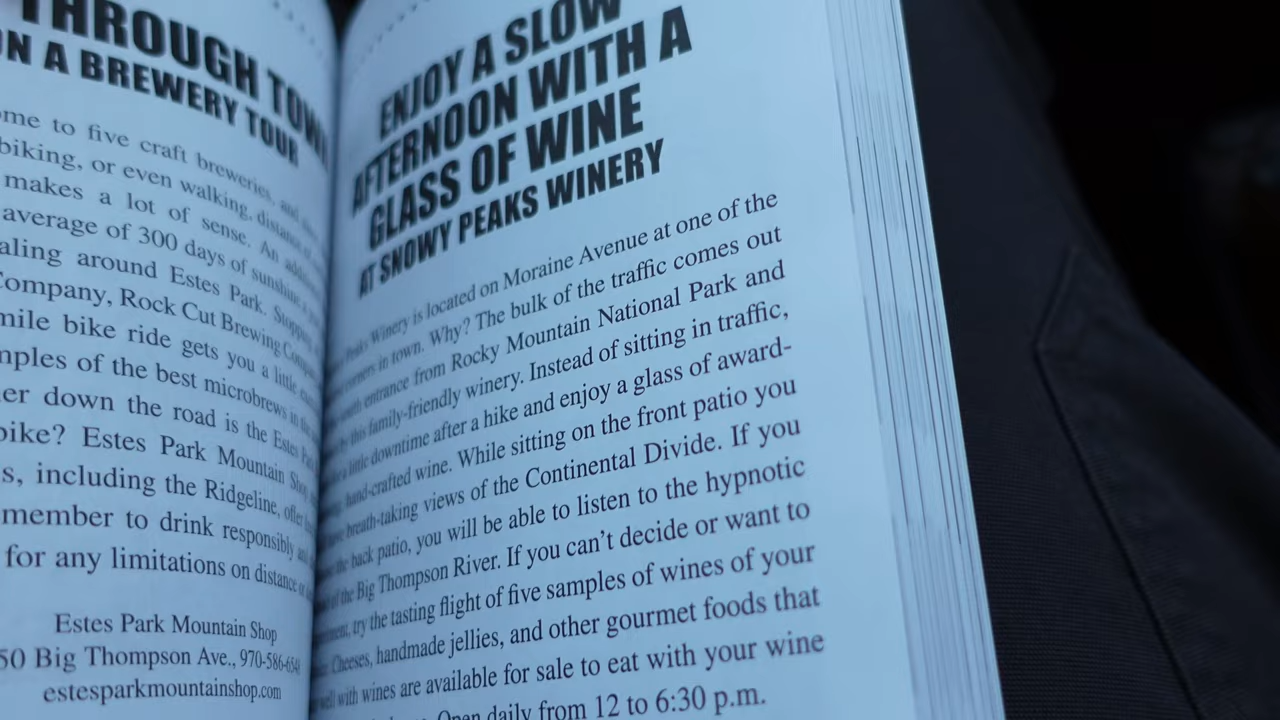 THROUGH TOWN
ON A BREWERY TOUR
to five craft breweries, and
biking, or even walking, distance of
makes a lot of sense. An
average of 300 days of sunshine
around Estes Park.
Company, Rock Cut Brewing
mile bike ride gets you a little
of the best microbrews in
down the road is the Estes
bike? Estes Park Mountain Shop
including the Ridgeline,
to drink responsibly
for any limitations on distance or
Estes Park Mountain Shop
50 Big Thompson Ave., 970-586-
estesparkmountainshop.com
ENJOY A SLOW
AFTERNOON WITH A
GLASS OF WINE
AT SNOWY PEAKS WINERY
Peaks Winery is located on Moraine Avenue at one of the
corners in town. Why? The bulk of the traffic comes out
south entrance from Rocky Mountain National Park and
this family-friendly winery. Instead of sitting in traffic,
a little downtime after a hike and enjoy a glass of award-
hand-crafted wine. While sitting on the front patio you
breath-taking views of the Continental Divide. If you
the back patio, you will be able to listen to the hypnotic
of the Big Thompson River. If you can't decide or want to
try the tasting flight of five samples of wines of your
Cheeses, handmade jellies, and other gourmet foods that
well with wines are available for sale to eat with your wine
Open daily from 12 to 6:30 p.m.